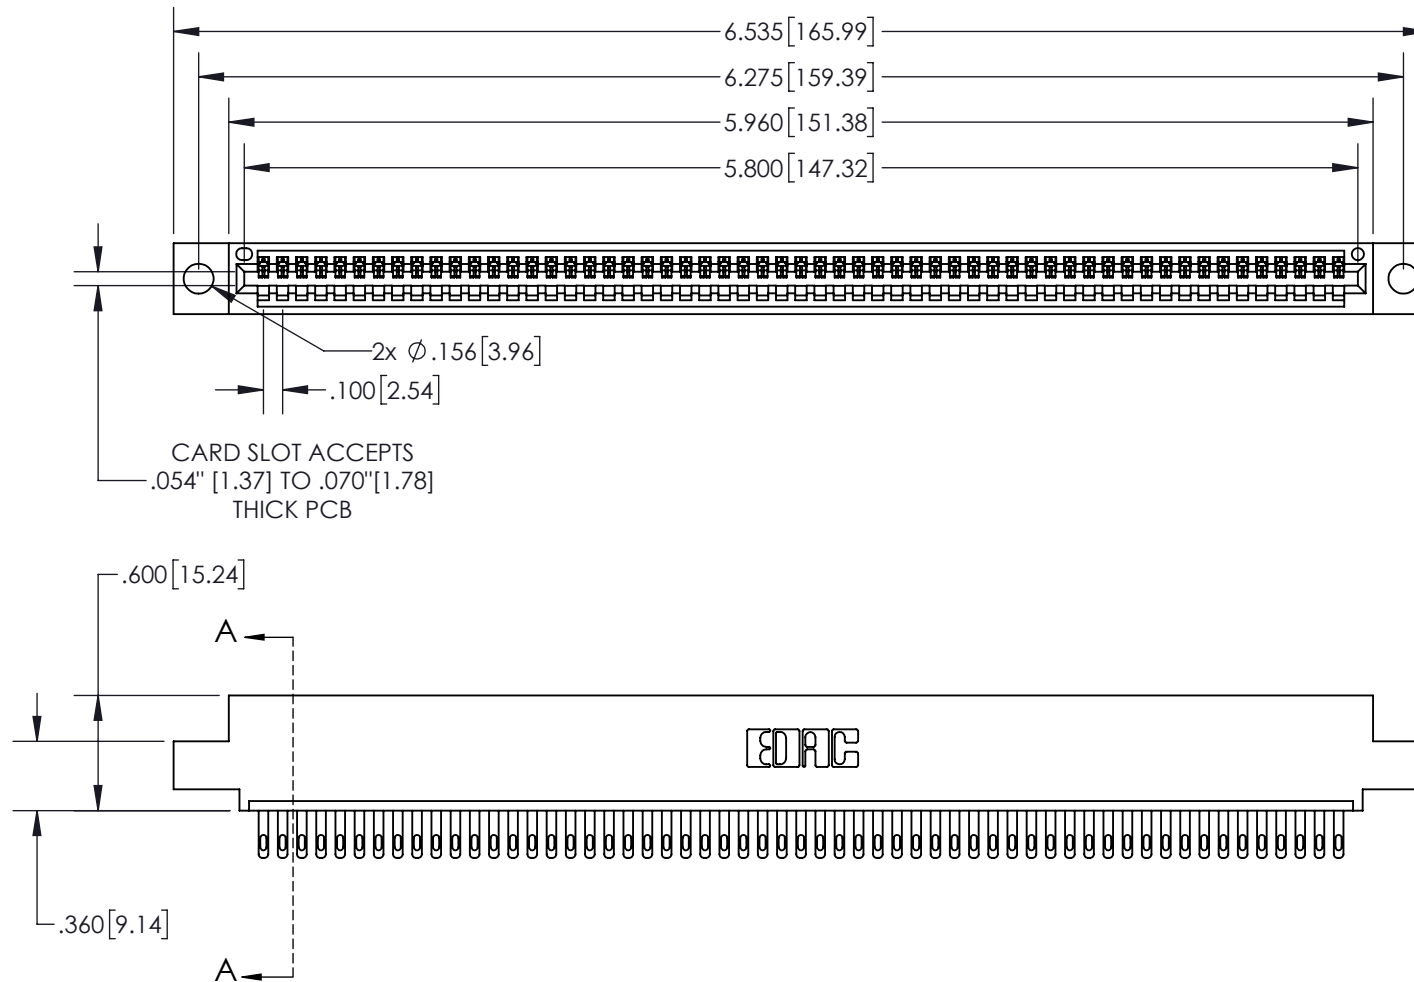 6.535[165.99]
6.275[159.39]
5.960[151.38]
5.800[147.32]
2x Ø.156[3.96]
.100[2.54]
CARD SLOT ACCEPTS
.054" [1.37] TO .070"[1.78]
THICK PCB
.600[15.24]
A
EDAC
.360[9.14]
A